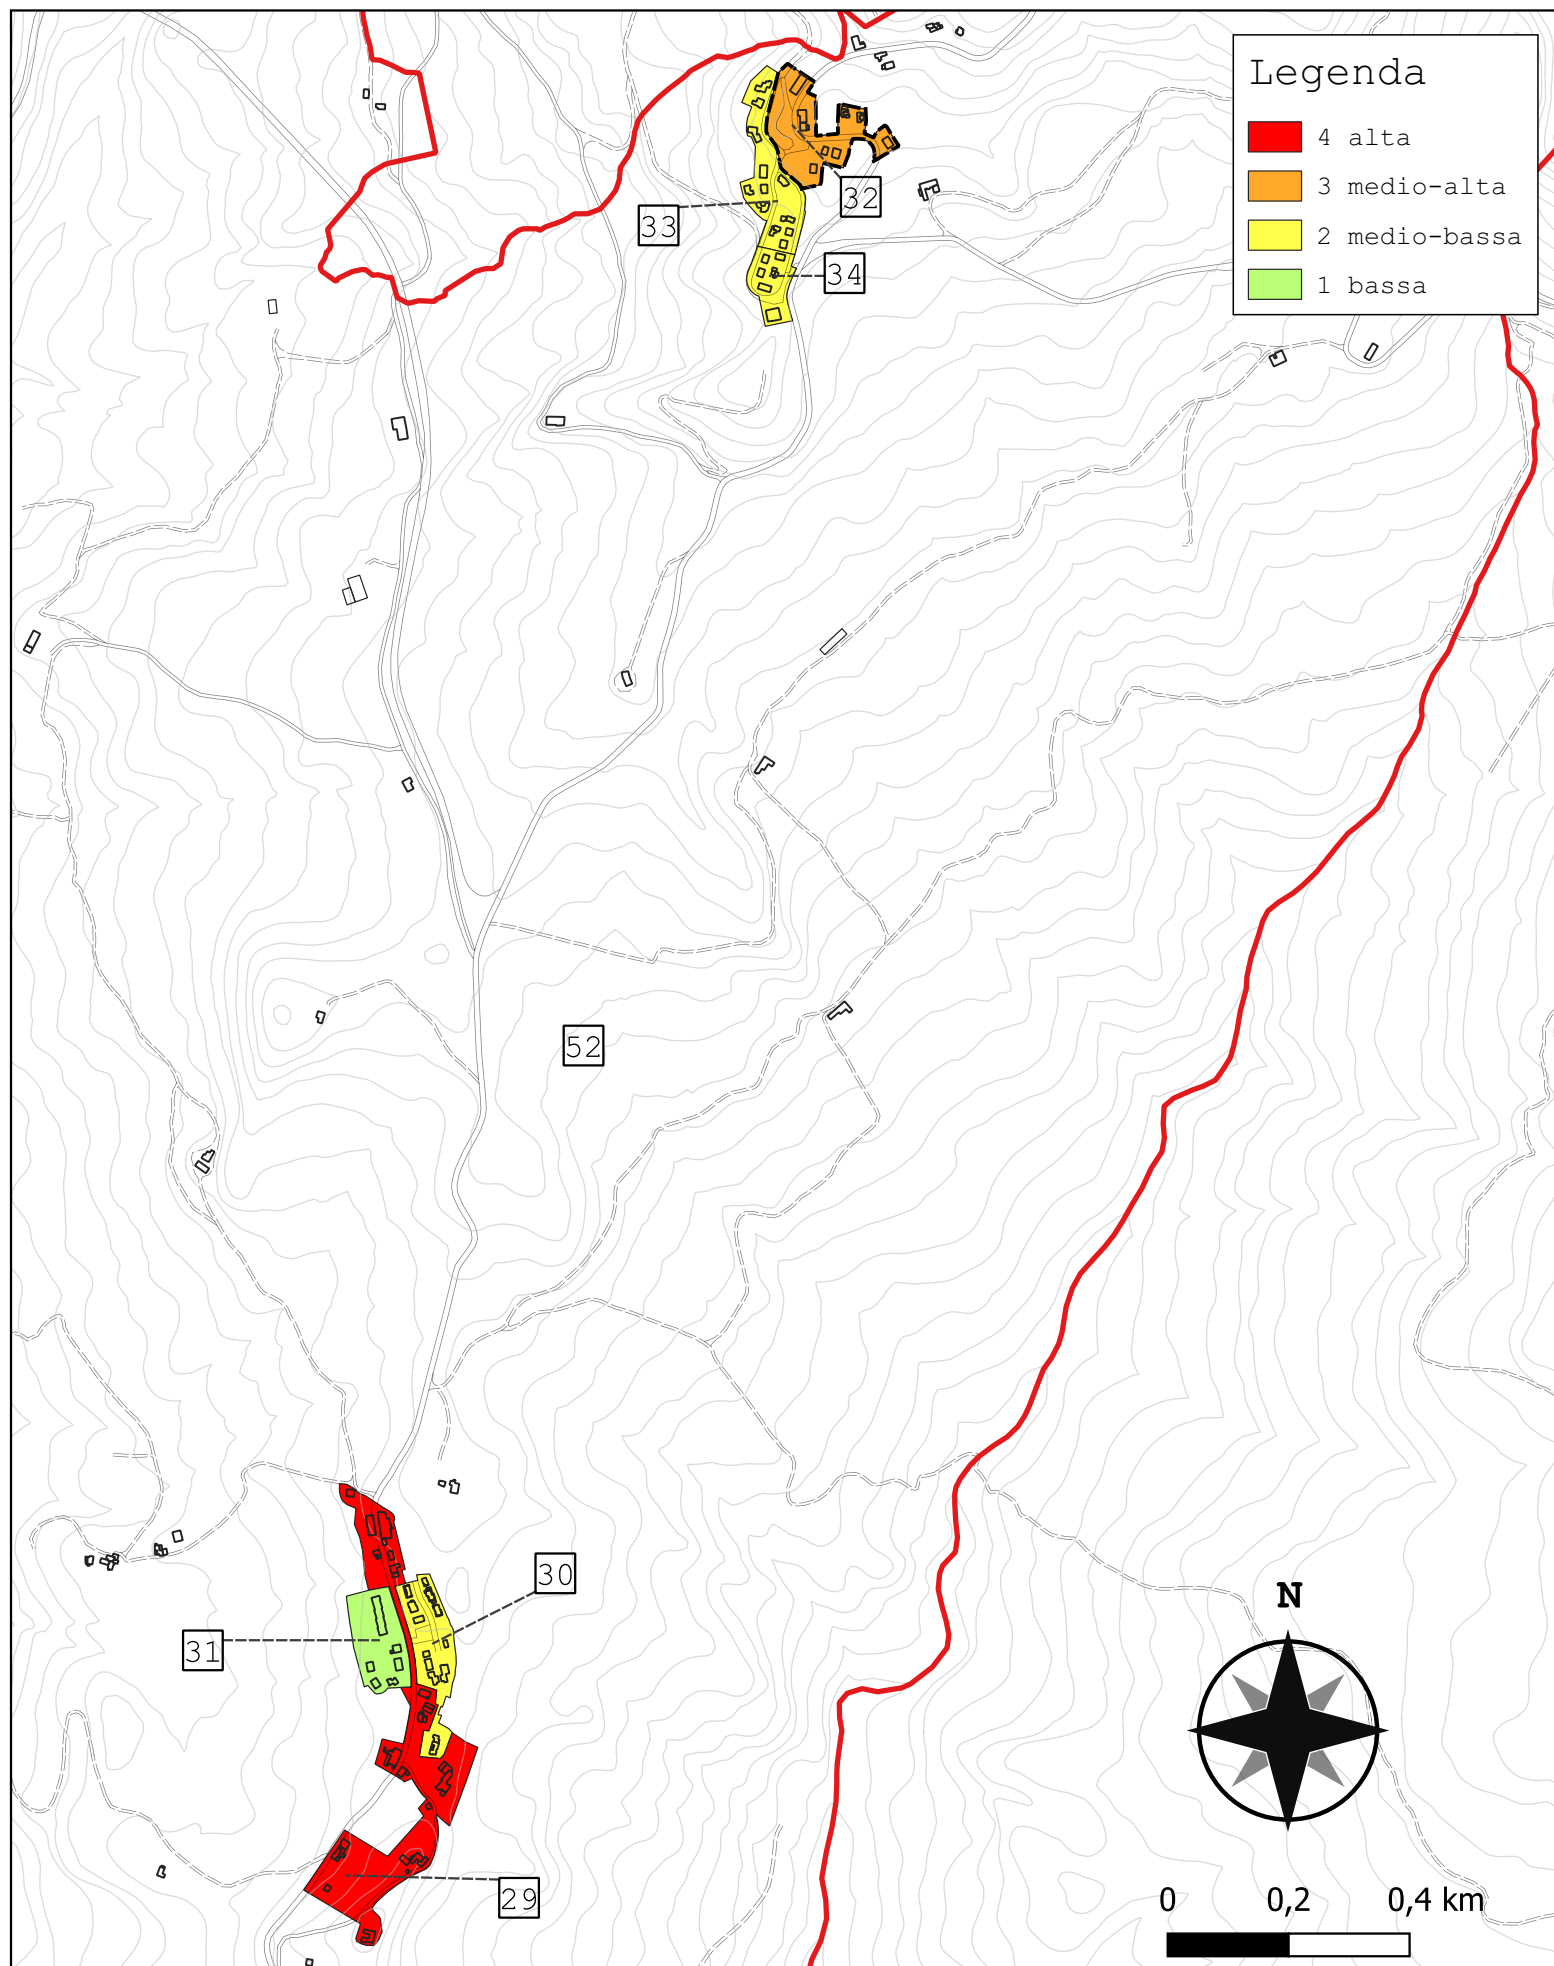 Legenda
4 alta
3 medio-alta
2 medio-bassa
1 bassa
32
33
34
52
30
31
29
N
0 0,2 0,4 km